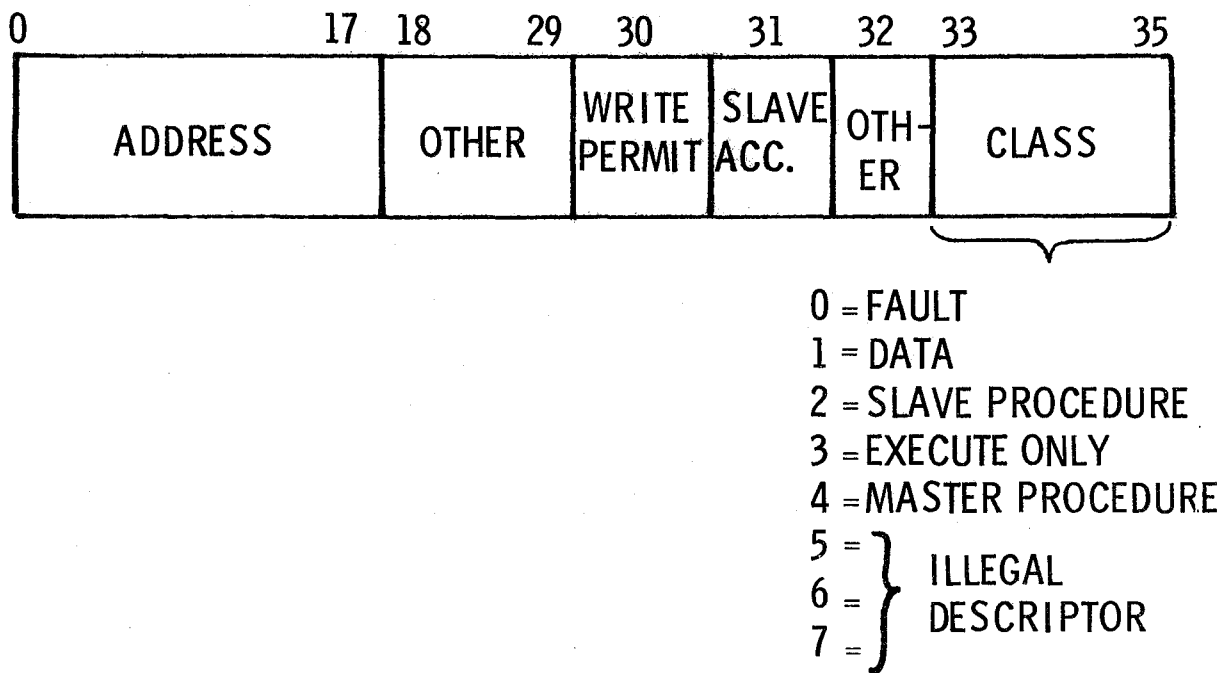 0 17 18 29 30 31 32 33 35
ADDRESS
OTHER
WRITE
PERMIT
SLAVE
ACC.
OTH-
ER
CLASS
0 = FAULT
1 = DATA
2 = SLAVE PROCEDURE
3 = EXECUTE ONLY
4 = MASTER PROCEDURE
5 =
6 =
7 =
ILLEGAL
DESCRIPTOR